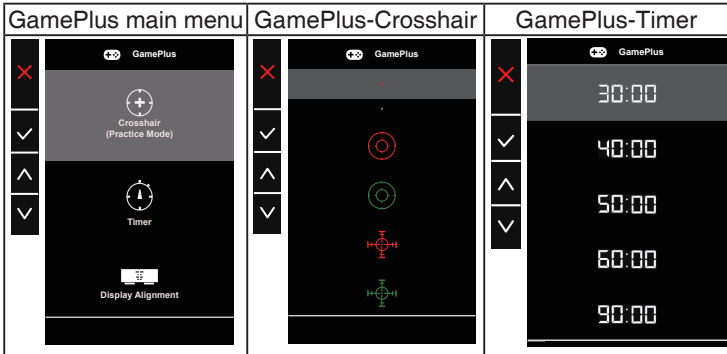 GamePlus main menu
GamePlus-Crosshair
GamePlus-Timer
GamePlus
Crosshair
(Practice Mode)
Timer
Display Alignment
GamePlus
GamePlus
30:00
40:00
50:00
60:00
90:00